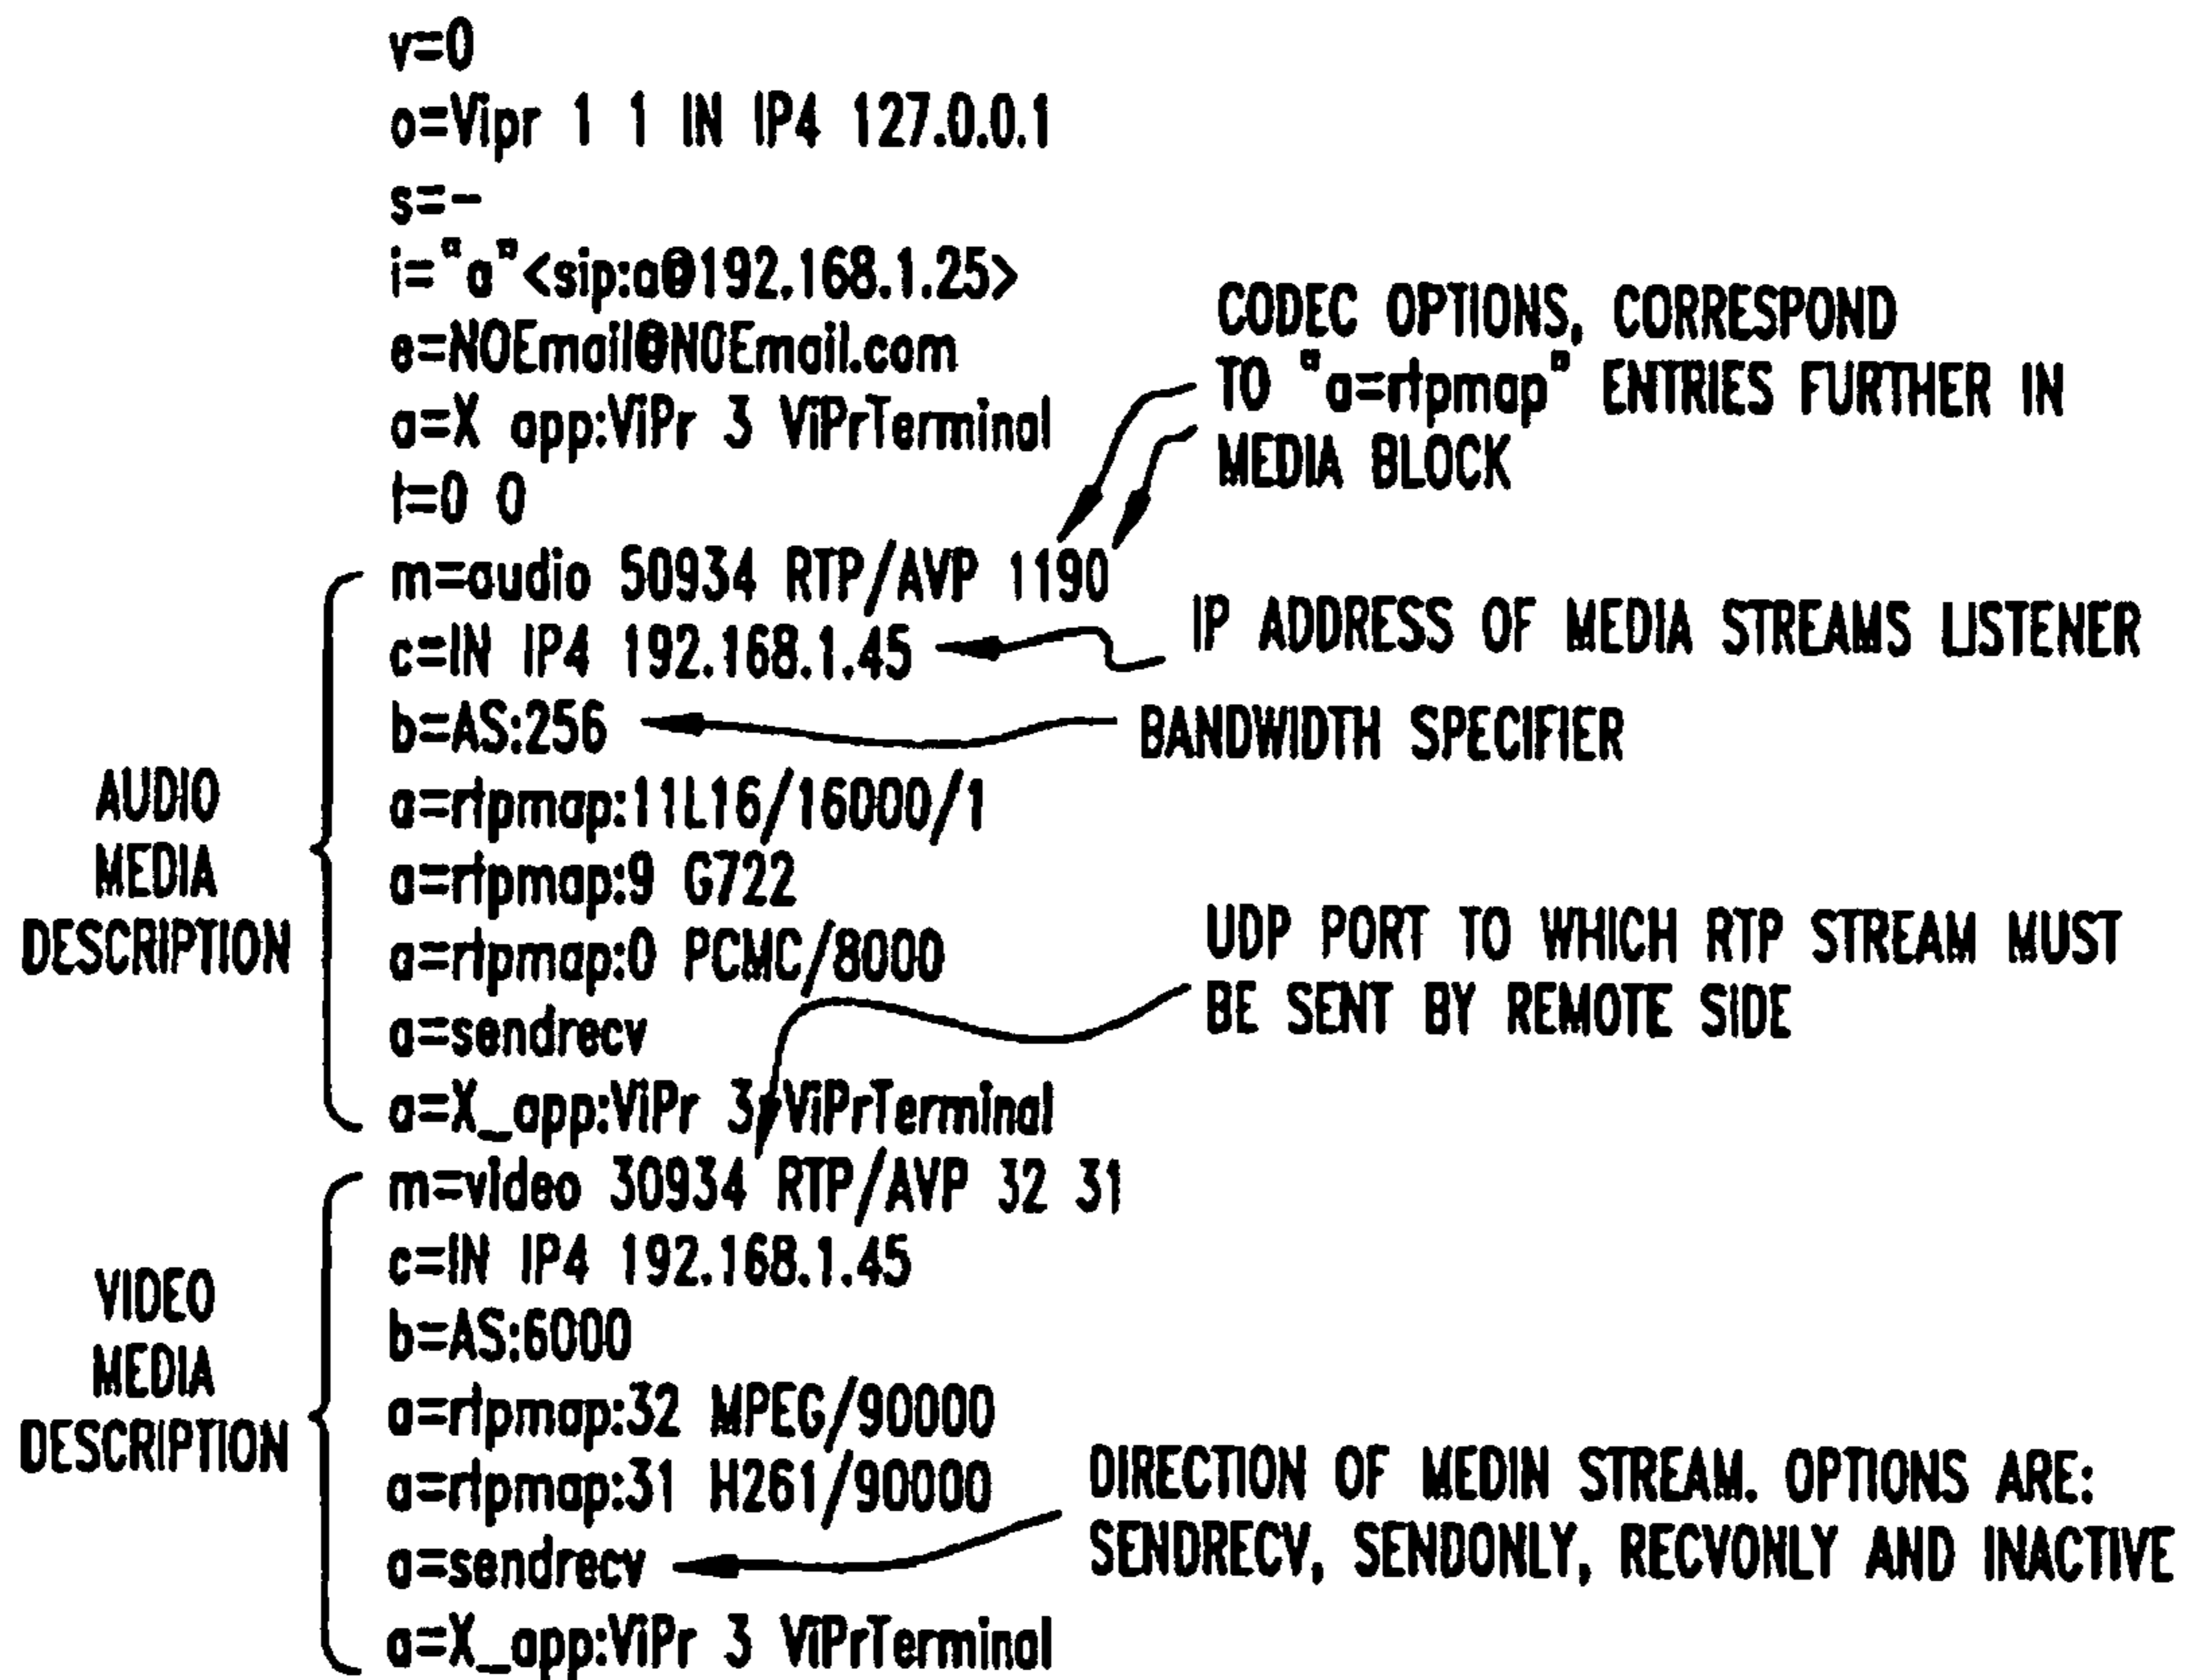 v=0
o=Vipr 1 1 IN IP4 127.0.0.1
s=-
i="a"<sip:a@192.168.1.25>
e=NOEmail@NOEmail.com
a=X app:ViPr 3 ViPrTerminal
t=0 0
CODEC OPTIONS, CORRESPOND
TO "a=rtpmap" ENTRIES FURTHER IN
MEDIA BLOCK
AUDIO
MEDIA
DESCRIPTION
m=audio 50934 RTP/AVP 1190
c=IN IP4 192.168.1.45
IP ADDRESS OF MEDIA STREAMS LISTENER
b=AS:256
BANDWIDTH SPECIFIER
a=rtpmap:11L16/16000/1
a=rtpmap:9 G722
a=rtpmap:0 PCMC/8000
a=sendrecv
a=X_app:ViPr 3 ViPrTerminal
UDP PORT TO WHICH RTP STREAM MUST
BE SENT BY REMOTE SIDE
VIDEO
MEDIA
DESCRIPTION
m=video 30934 RTP/AVP 32 31
c=IN IP4 192.168.1.45
b=AS:6000
a=rtpmap:32 MPEG/90000
a=rtpmap:31 H261/90000
a=sendrecv
a=X_app:ViPr 3 ViPrTerminal
DIRECTION OF MEDIN STREAM. OPTIONS ARE:
SENDRECV, SENDONLY, RECVONLY AND INACTIVE